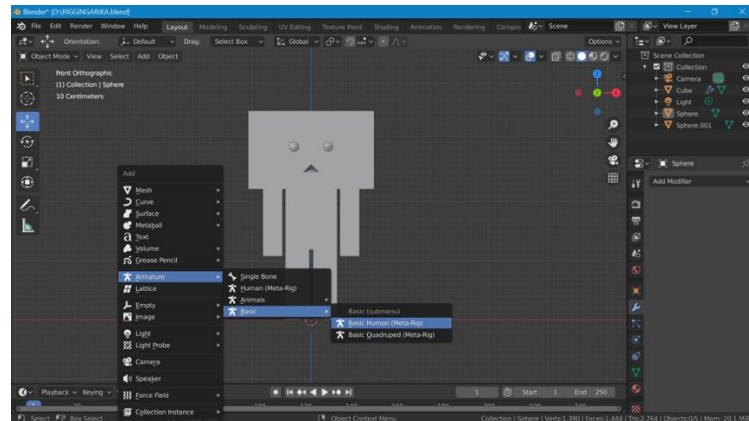 Blender* [D:\RIGGINGARIKA.blend]
File Edit Render Window Help Layout Modeling Sculpting UV Editing Texture Paint Shading Animation Rendering Scene View Layer
Orientation: Default Drag: Select Box Global Options
Object Mode View Select Add Object
Front Orthographic
(1) Collection | Sphere
10 Centimeters
Scene Collection
Collection
Camera
Cube
Light
Sphere
Sphere.001
Sphere
Add Modifier
Add
Mesh
Curve
Surface
Metaball
Text
Volume
Grease Pencil
Armature
Lattice
Empty
Image
Light
Light Probe
Camera
Speaker
Force Field
Collection Instance
Single Bone
Human (Meta-Rig)
Animals
Basic
Basic (submenu)
Basic Human (Meta-Rig)
Basic Quadruped (Meta-Rig)
Playback Keying 1 Start 1 End 250
Select Box Select Object Context Menu Collection | Sphere | Verts:1,390 | Faces:1,444 | Tris:2,764 | Objects:0/5 | Mem: 20.1 MiB